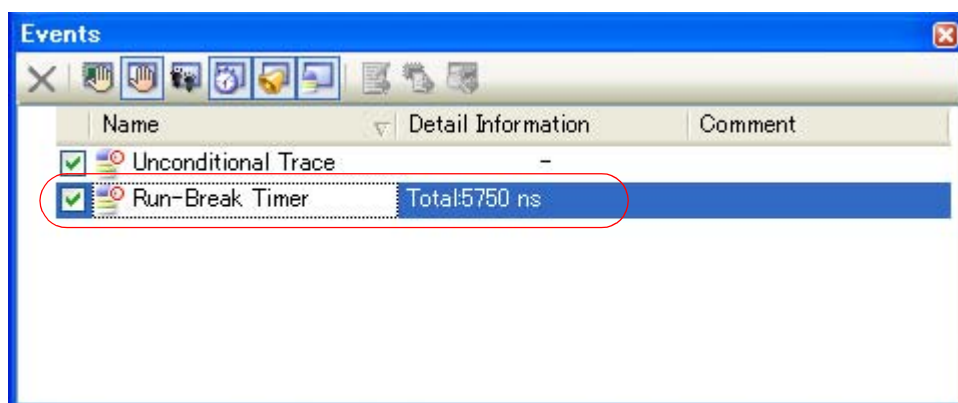 Events
Name Detail Information Comment
Unconditional Trace -
Run-Break Timer Total:5750 ns